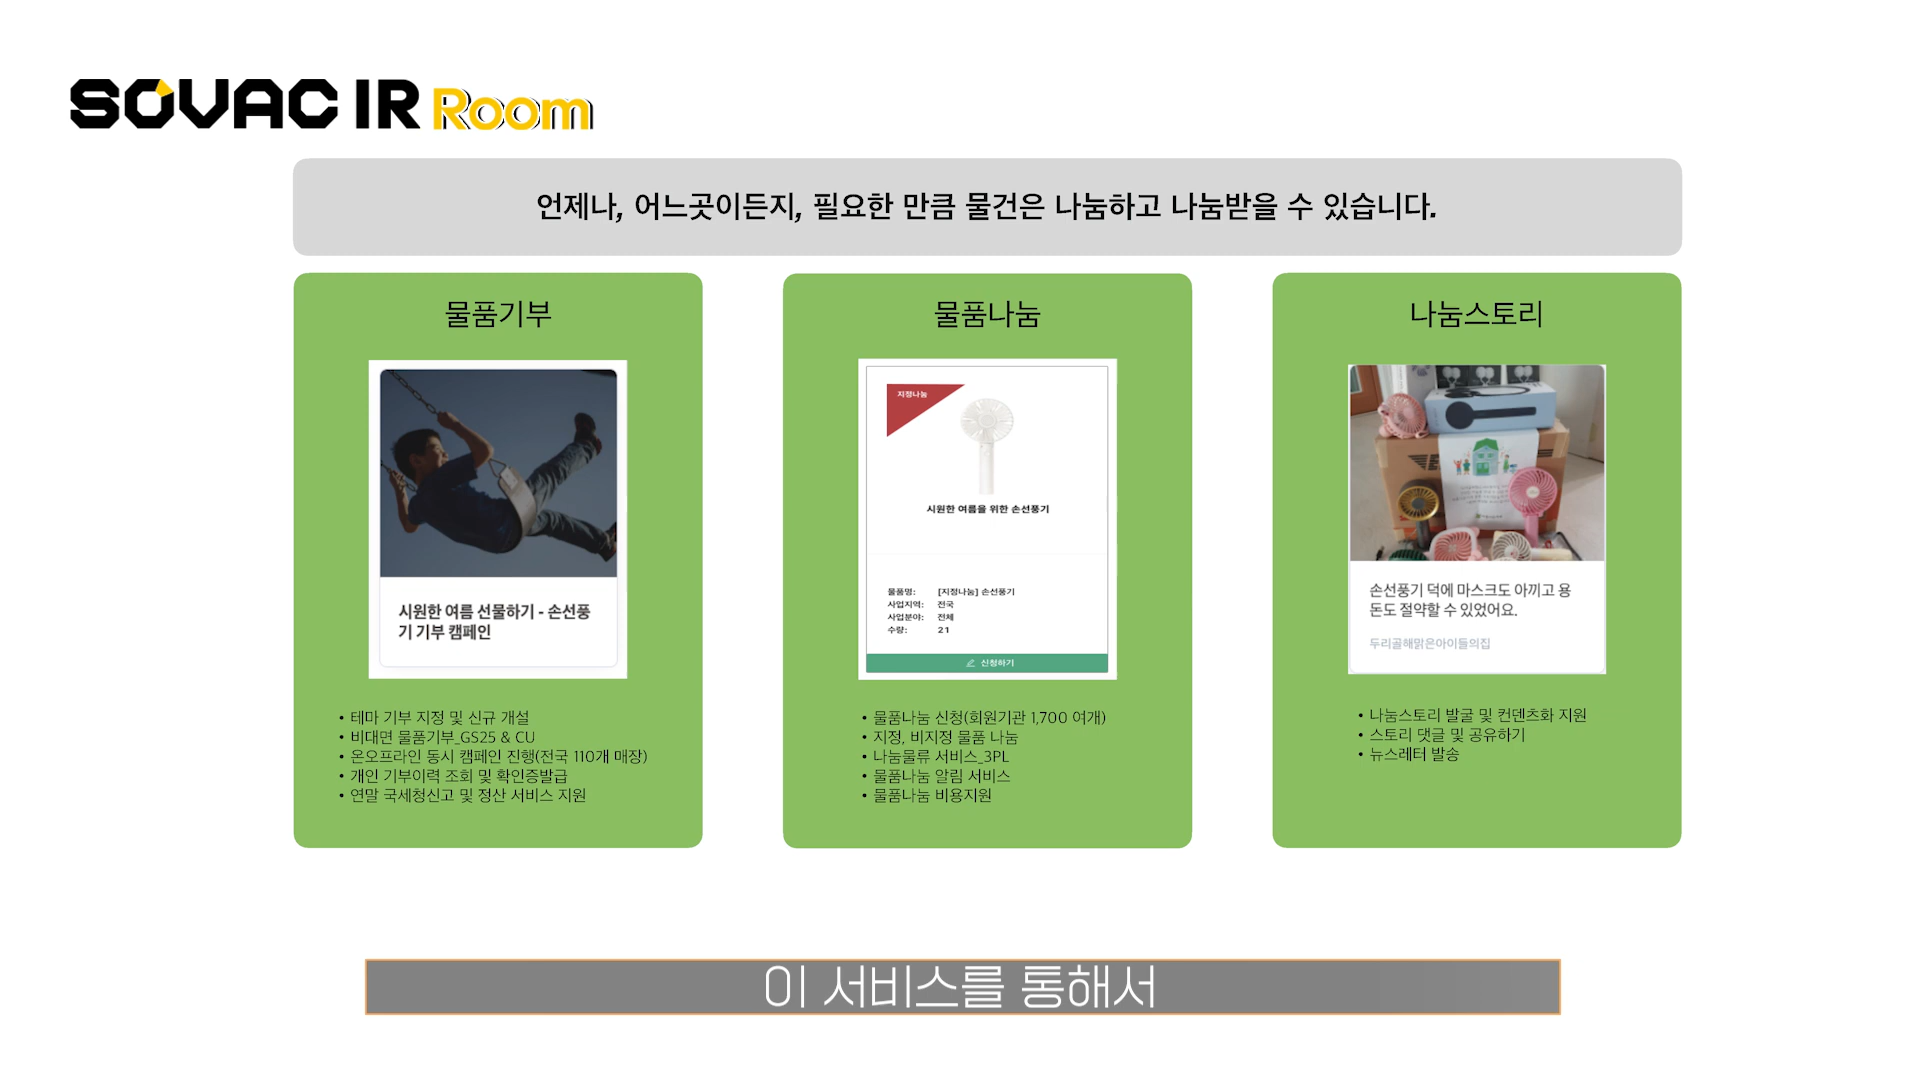 SOVAC IR Room
언제나, 어느곳이든지, 필요한 만큼 물건은 나눔하고 나눔받을 수 있습니다.
물품기부
시원한 여름 선물하기 - 손선풍
기 기부 캠페인
• 테마 기부 지정 및 신규 개설
• 비대면 물품기부_GS25 & CU
• 온오프라인 동시 캠페인 진행(전국 110개 매장)
• 개인 기부이력 조회 및 확인증발급
• 연말 국세청신고 및 정산 서비스 지원
물품나눔
지정나눔
시원한 여름을 위한 손선풍기
물품명: [지정나눔] 손선풍기
사업지역: 전국
사업분야: 전체
수량: 21
신청하기
• 물품나눔 신청(회원기관 1,700 여개)
• 지정, 비지정 물품 나눔
• 나눔물류 서비스_3PL
• 물품나눔 알림 서비스
• 물품나눔 비용지원
나눔스토리
손선풍기 덕에 마스크도 아끼고 용
돈도 절약할 수 있었어요.
두리골해맑은아이들의집
• 나눔스토리 발굴 및 컨덴츠화 지원
• 스토리 댓글 및 공유하기
• 뉴스레터 발송
이 서비스를 통해서